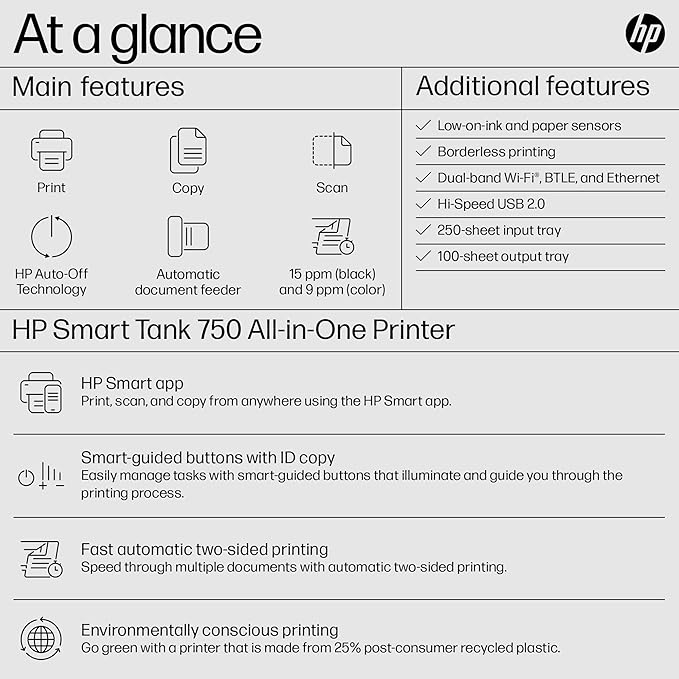 At a glance
hp
Main features
Print
Copy
Scan
HP Auto-Off
Technology
Automatic
document feeder
15 ppm (black)
and 9 ppm (color)
Additional features
Low-on-ink and paper sensors
Borderless printing
Dual-band Wi-Fi®, BTLE, and Ethernet
Hi-Speed USB 2.0
250-sheet input tray
100-sheet output tray
HP Smart Tank 750 All-in-One Printer
HP Smart app
Print, scan, and copy from anywhere using the HP Smart app.
Smart-guided buttons with ID copy
Easily manage tasks with smart-guided buttons that illuminate and guide you through the
printing process.
Fast automatic two-sided printing
Speed through multiple documents with automatic two-sided printing.
Environmentally conscious printing
Go green with a printer that is made from 25% post-consumer recycled plastic.